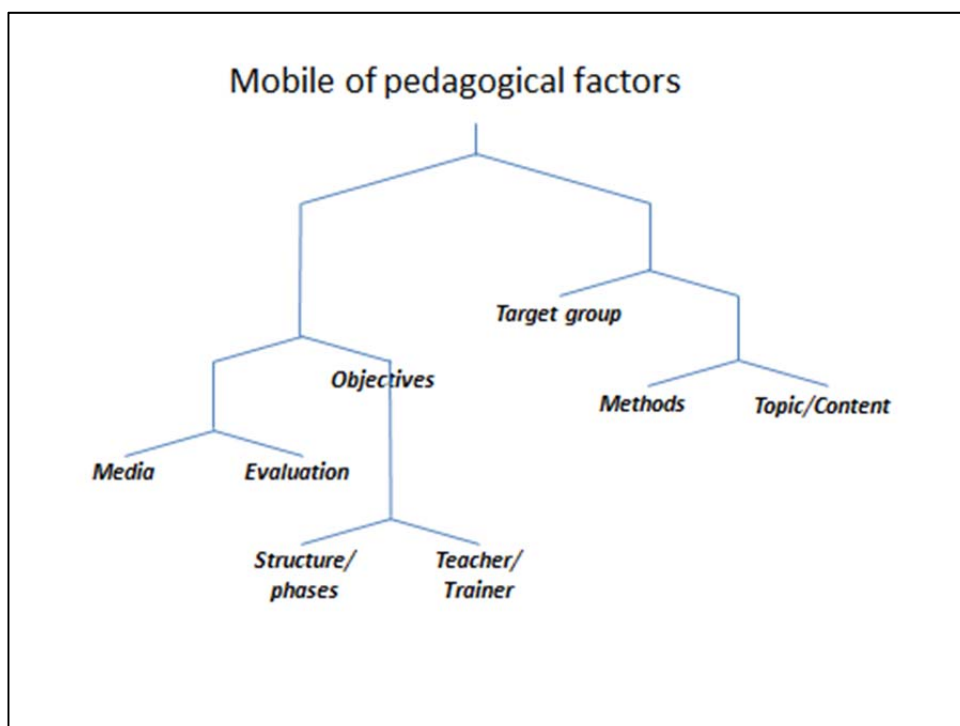 Mobile of pedagogical factors
Target group
Objectives
Methods
Topic/Content
Media
Evaluation
Structure/
phases
Teacher/
Trainer